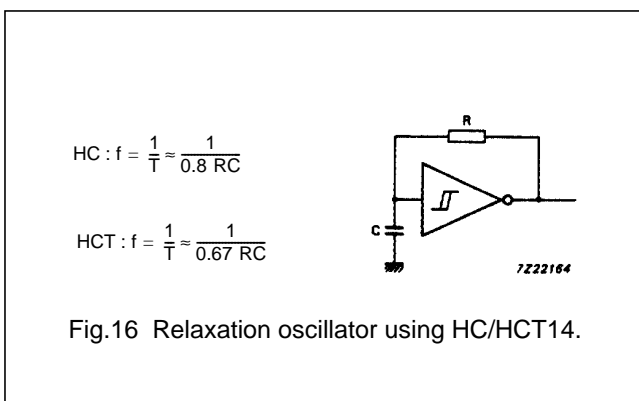 HC : f = 1/T ≈ 1/0.8 RC
R
C
HCT : f = 1/T ≈ 1/0.67 RC
7Z22164
Fig.16 Relaxation oscillator using HC/HCT14.